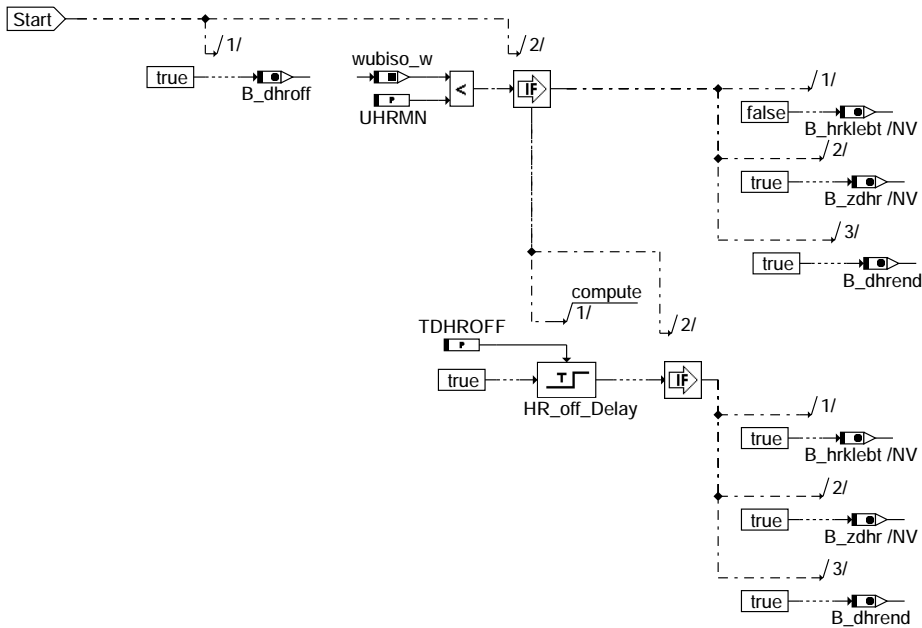 Start
1/
2/
true
B_dhroff
wubiso_w
UHRMN
P
<
IF
1/
false
B_hrklebt /NV
2/
true
B_zdhr /NV
3/
true
B_dhrend
compute
1/
2/
TDHROFF
P
true
T
HR_off_Delay
IF
1/
true
B_hrklebt /NV
2/
true
B_zdhr /NV
3/
true
B_dhrend